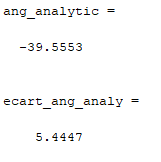 ang_analytic =
-39.5553
ecart_ang_analy =
5.4447